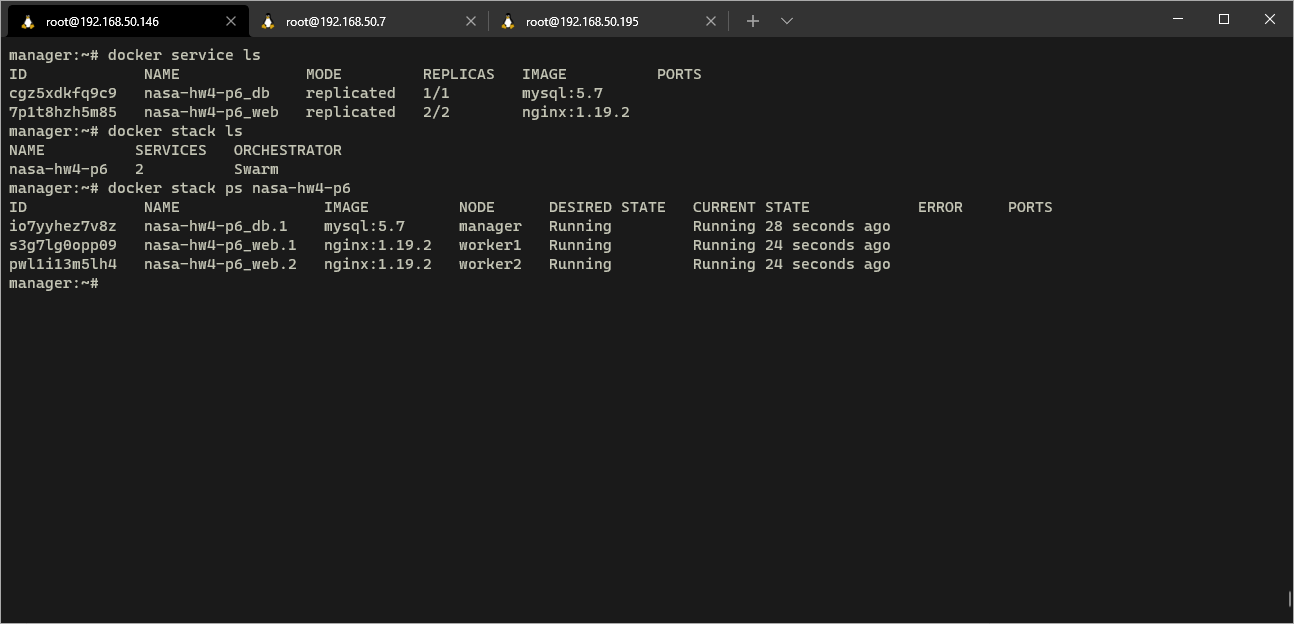 root@192.168.50.146 root@192.168.50.7 root@192.168.50.195
manager:~# docker service ls
ID NAME MODE REPLICAS IMAGE PORTS
cgz5xdkfq9c9 nasa-hw4-p6_db replicated 1/1 mysql:5.7
7p1t8hzh5m85 nasa-hw4-p6_web replicated 2/2 nginx:1.19.2
manager:~# docker stack ls
NAME SERVICES ORCHESTRATOR
nasa-hw4-p6 2 Swarm
manager:~# docker stack ps nasa-hw4-p6
ID NAME IMAGE NODE DESIRED STATE CURRENT STATE ERROR PORTS
io7yyhez7v8z nasa-hw4-p6_db.1 mysql:5.7 manager Running Running 28 seconds ago
s3g7lg0opp09 nasa-hw4-p6_web.1 nginx:1.19.2 worker1 Running Running 24 seconds ago
pwl1i13m5lh4 nasa-hw4-p6_web.2 nginx:1.19.2 worker2 Running Running 24 seconds ago
manager:~#